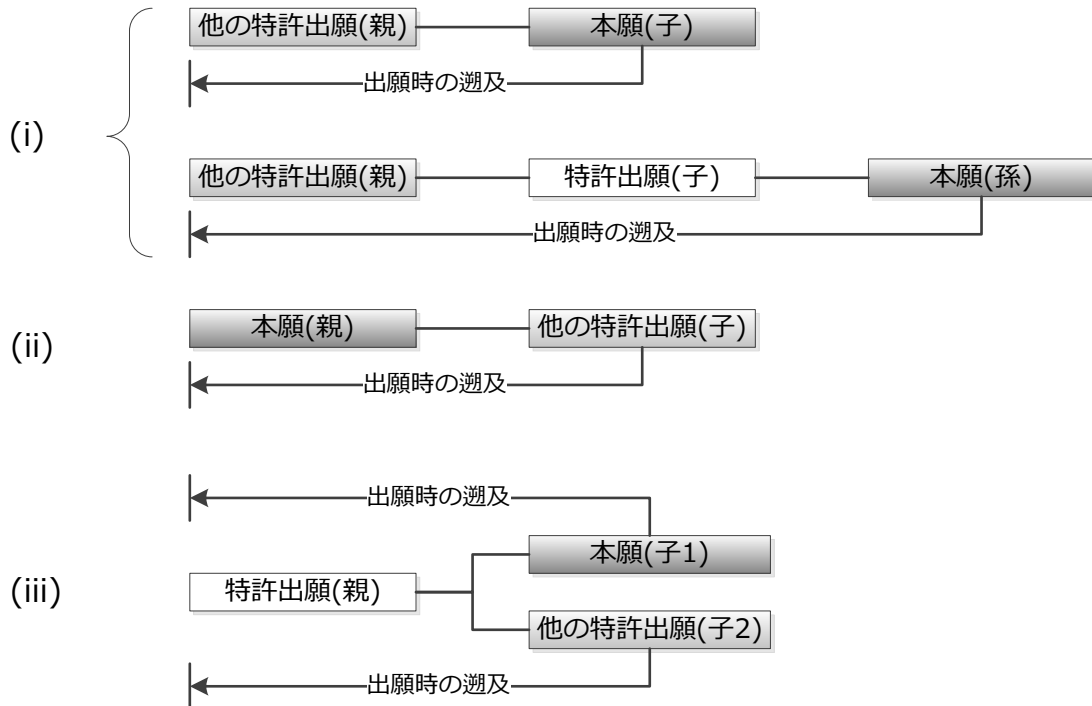 他の特許出願(親)
本願(子)
出願時の遡及
(i)
他の特許出願(親)
特許出願(子)
本願(孫)
出願時の遡及
(ii)
本願(親)
他の特許出願(子)
出願時の遡及
出願時の遡及
本願(子1)
(iii)
特許出願(親)
他の特許出願(子2)
出願時の遡及